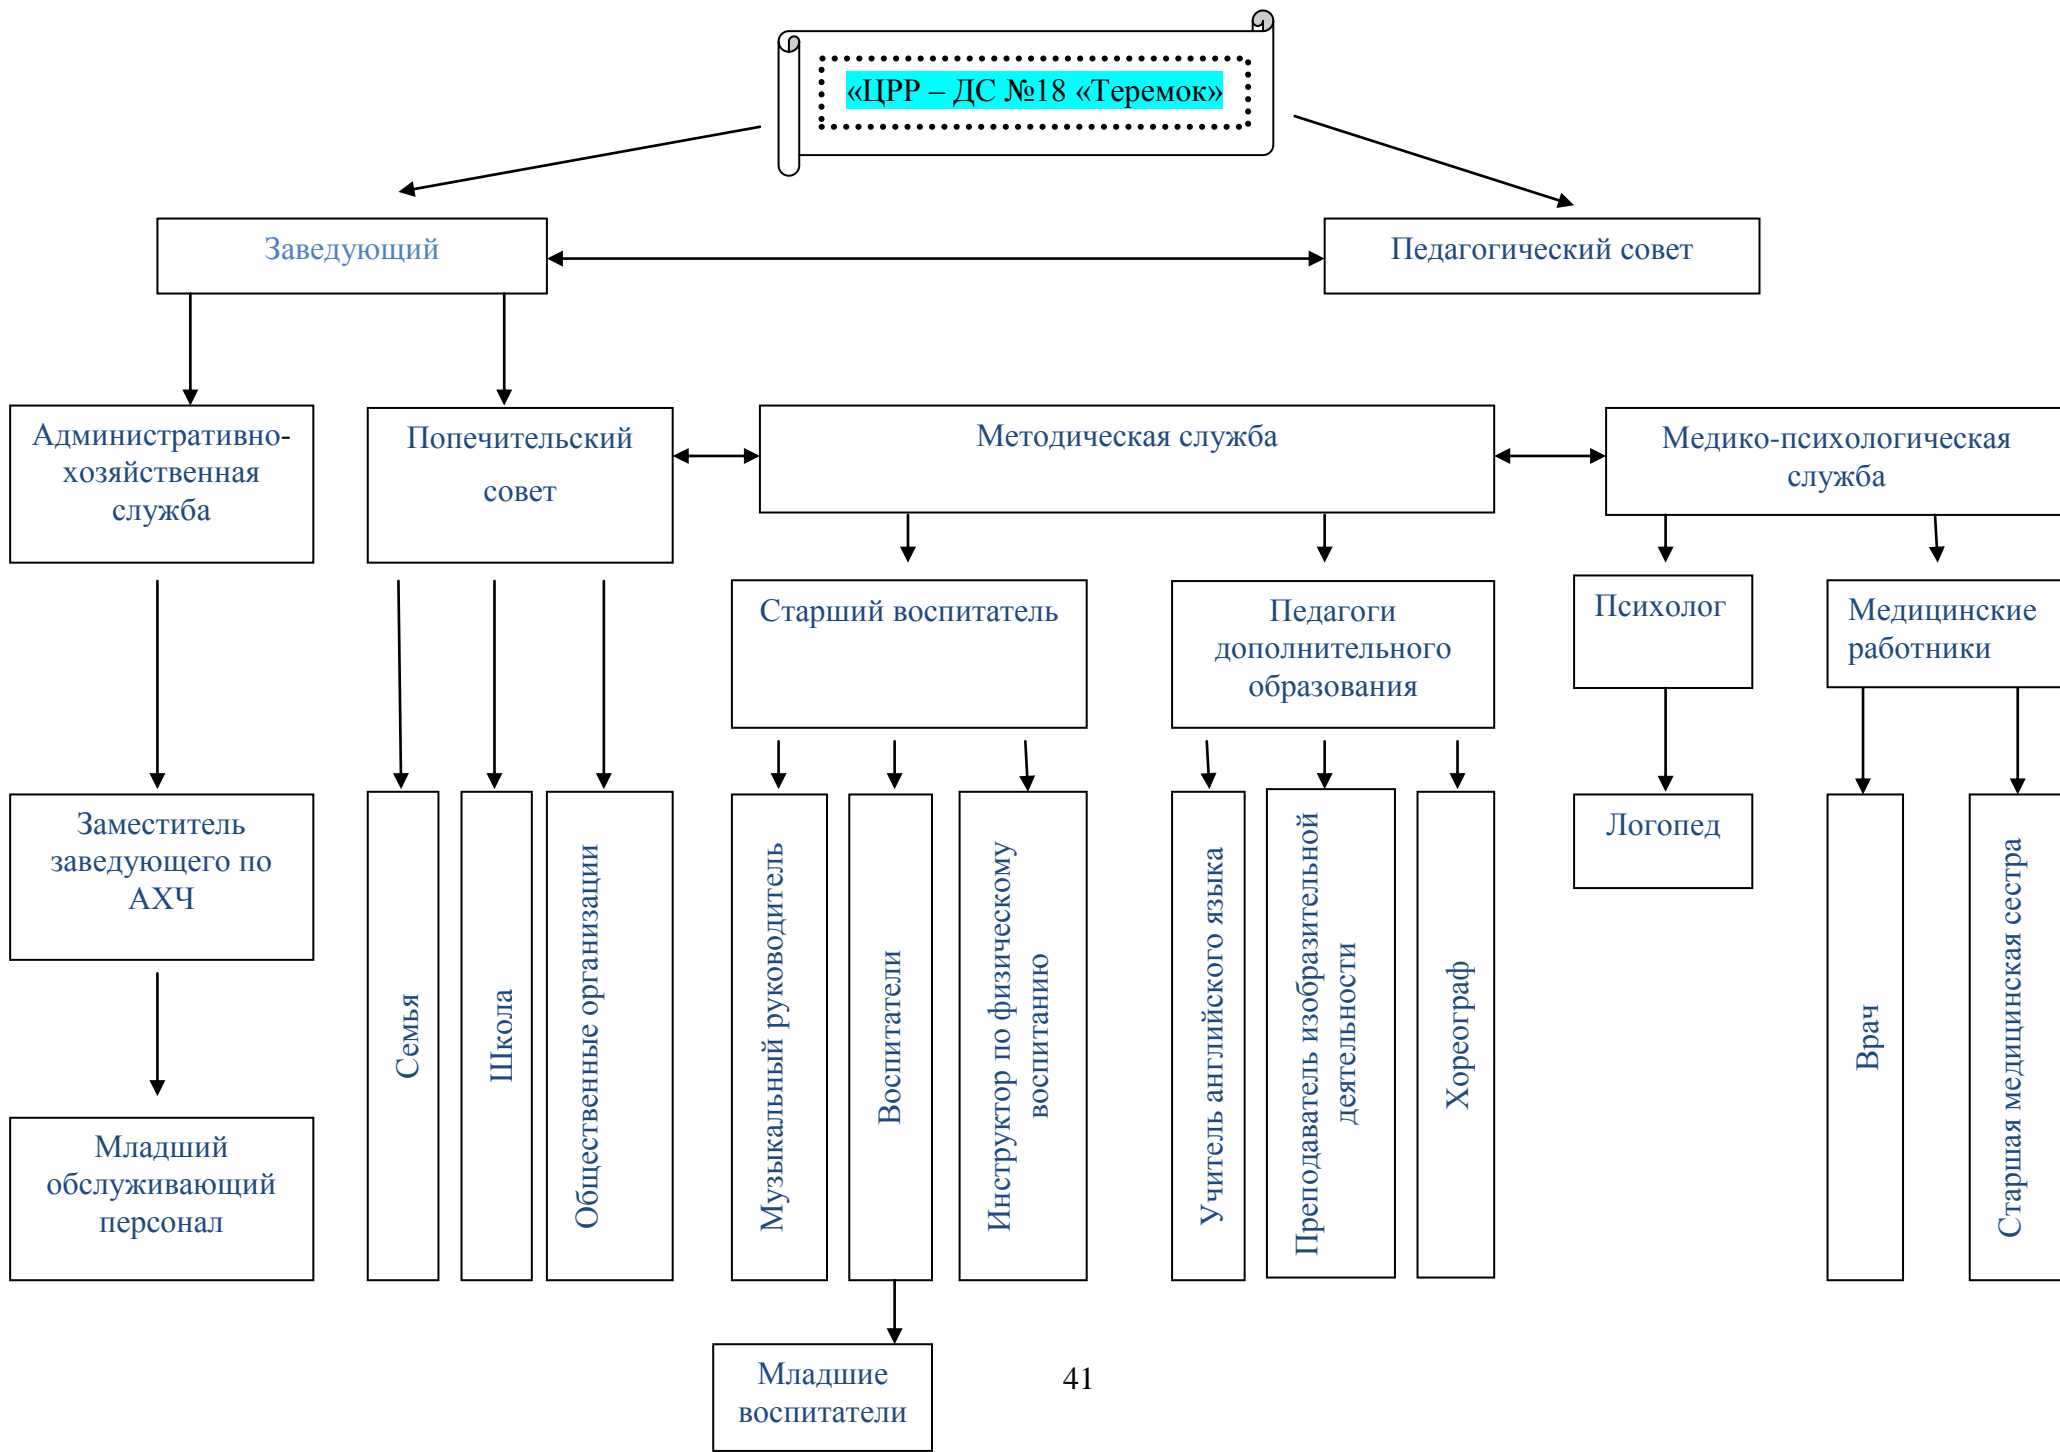 «ЦРР – ДС №18 «Теремок»
Заведующий
Педагогический совет
Административно-
хозяйственная
служба
Попечительский
совет
Методическая служба
Медико-психологическая
служба
Старший воспитатель
Педагоги
дополнительного
образования
Психолог
Медицинские
работники
Заместитель
заведующего по
АХЧ
Семья
Школа
Общественные организации
Музыкальный руководитель
Воспитатели
Инструктор по физическому
воспитанию
Учитель английского языка
Преподаватель изобразительной
деятельности
Хореограф
Логопед
Врач
Старшая медицинская сестра
Младший
обслуживающий
персонал
Младшие
воспитатели
41